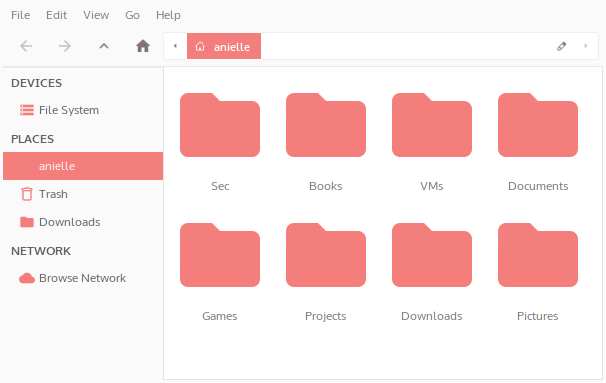 File Edit View Go Help
anielle
DEVICES
File System
PLACES
anielle
Trash
Downloads
NETWORK
Browse Network
Sec Books VMs Documents
Games Projects Downloads Pictures